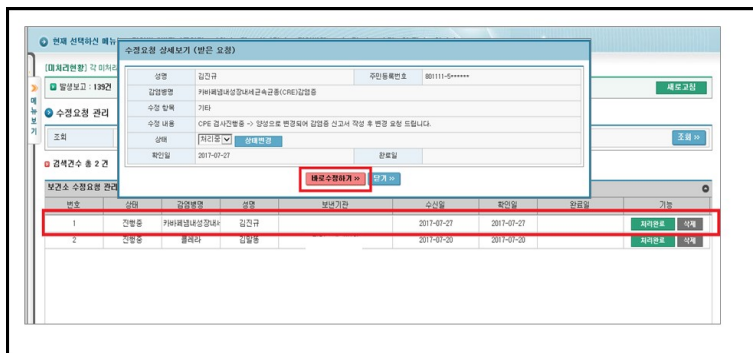 현재 선택하신 메뉴
수정요청 상세보기 (받은 요청)
[미처리현황] 각 미처리
발생보고 : 139건
새로고침
메뉴보기
성명 김진규 주민등록번호 801111-5******
감염병명 카바페넴내성장내세균속균종(CRE)감염증
수정 항목 기타
수정 내용 CPE 검사진행중 -> 양성으로 변경되어 감염증 신고서 작성 후 변경 요청 드립니다.
상태 처리중 상태변경
확인일 2017-07-27 완료일
바로수정하기 » 닫기 »
수정요청 관리
조회 조회 »
검색건수 총 2 건
보건소 수정요청 관리
번호 상태 감염병명 성명 보낸기관 수신일 확인일 완료일 기능
1 진행중 카바페넴내성장내 김진규 2017-07-27 2017-07-27 처리완료 삭제
2 진행중 콜레라 김말똥 2017-07-20 2017-07-20 처리완료 삭제